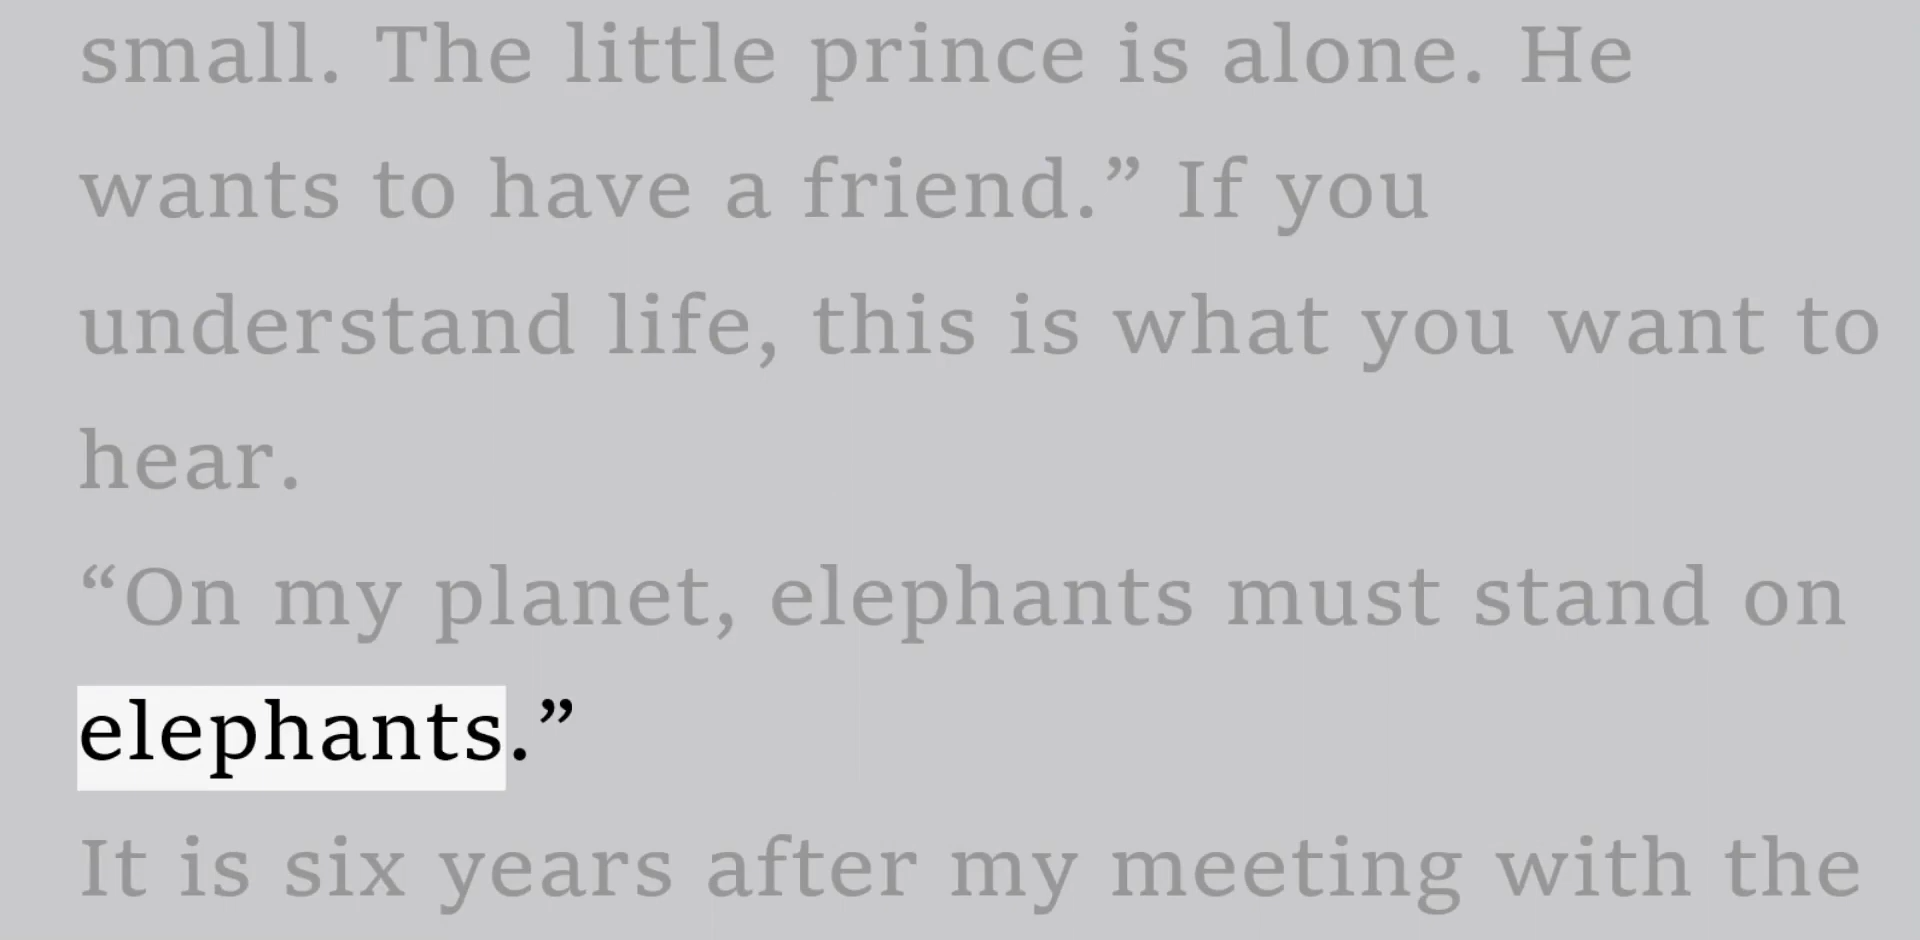 small. The little prince is alone. He
wants to have a friend.” If you
understand life, this is what you want to
hear.
“On my planet, elephants must stand on
elephants.”
It is six years after my meeting with the